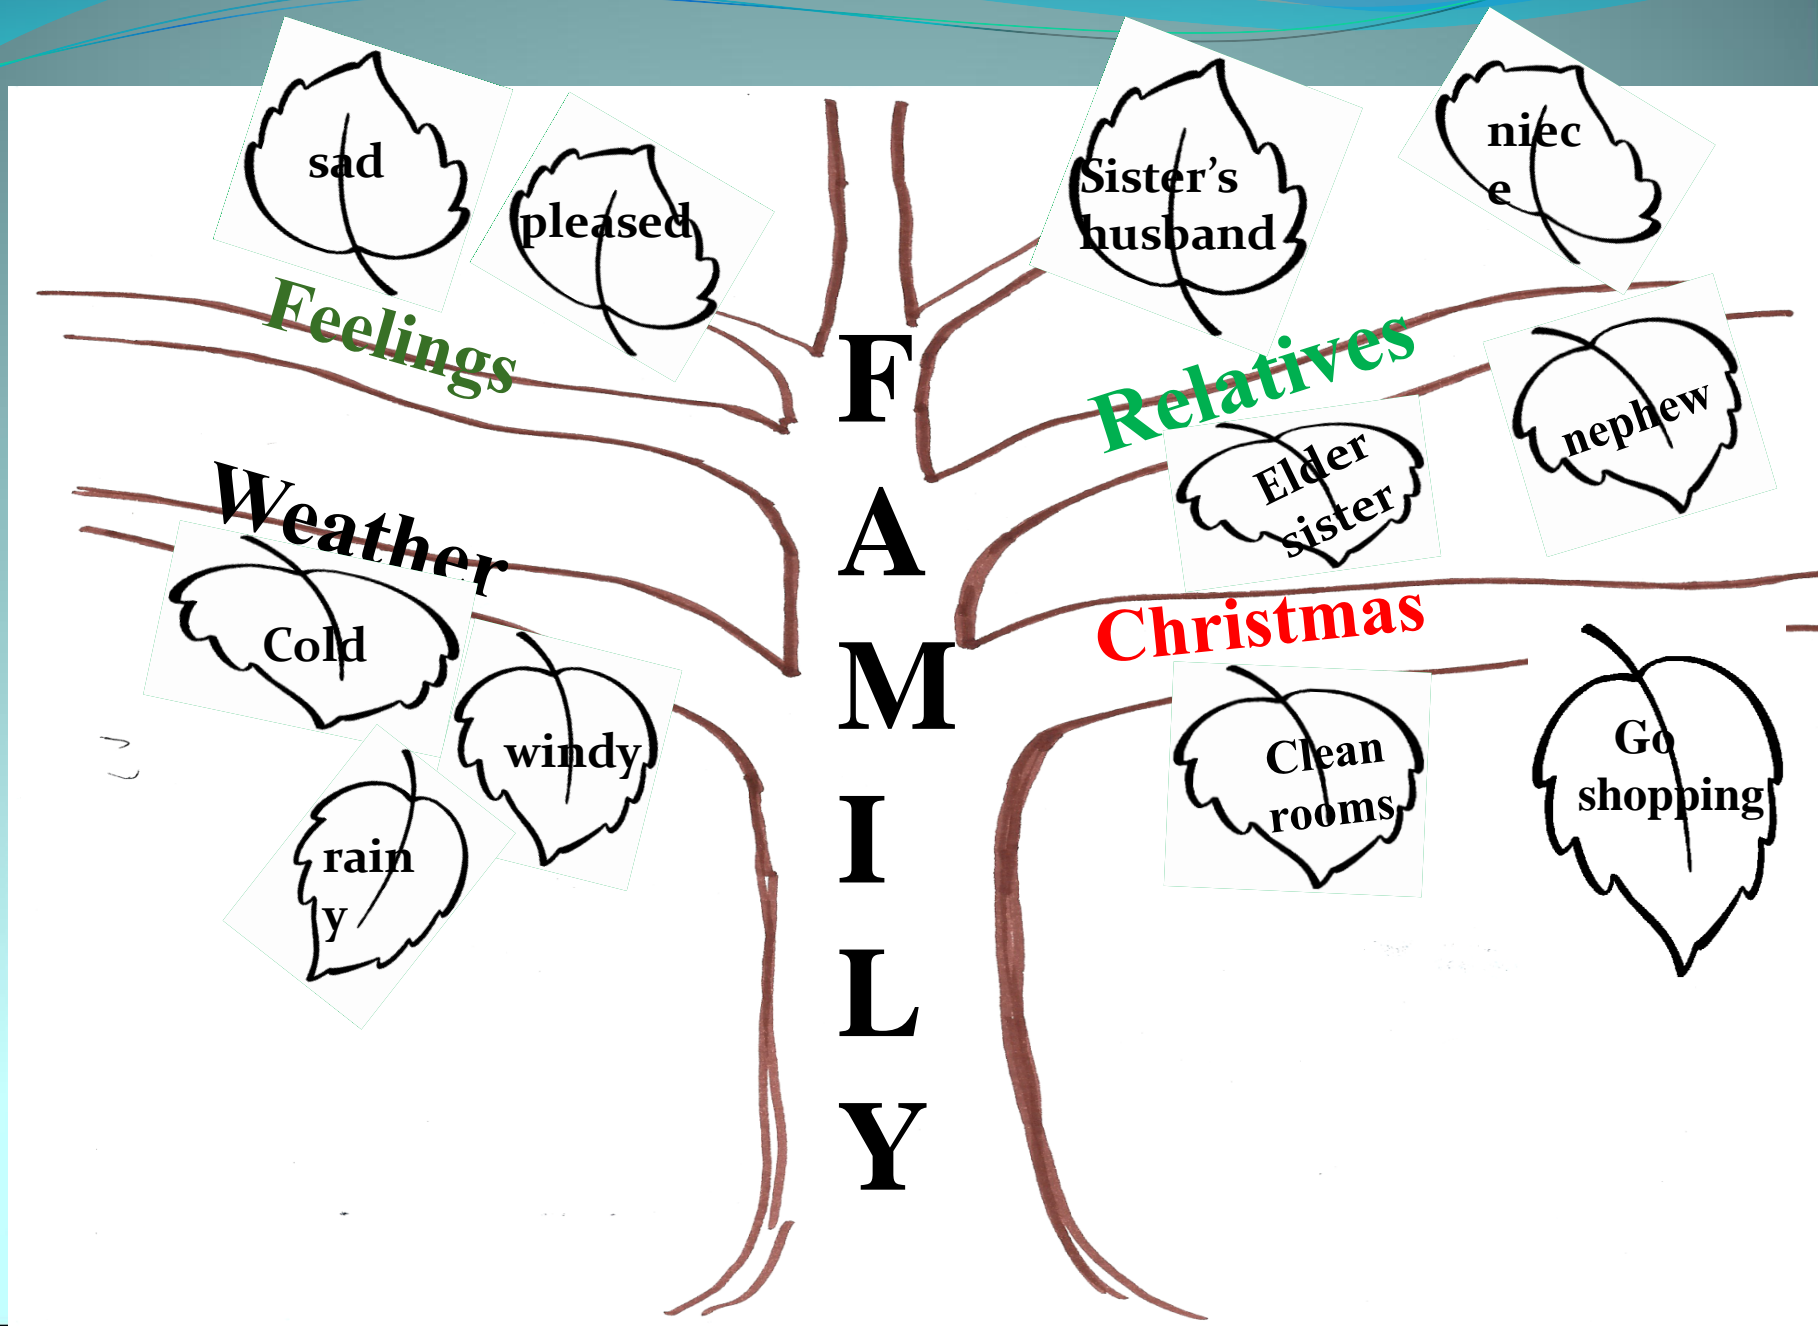 sad
pleased
Feelings
Weather
Cold
windy
rain
y
F
A
M
I
L
Y
Sister’s
husband
niec
e
Relatives
Elder
sister
nephew
Christmas
Clean
rooms
Go
shopping